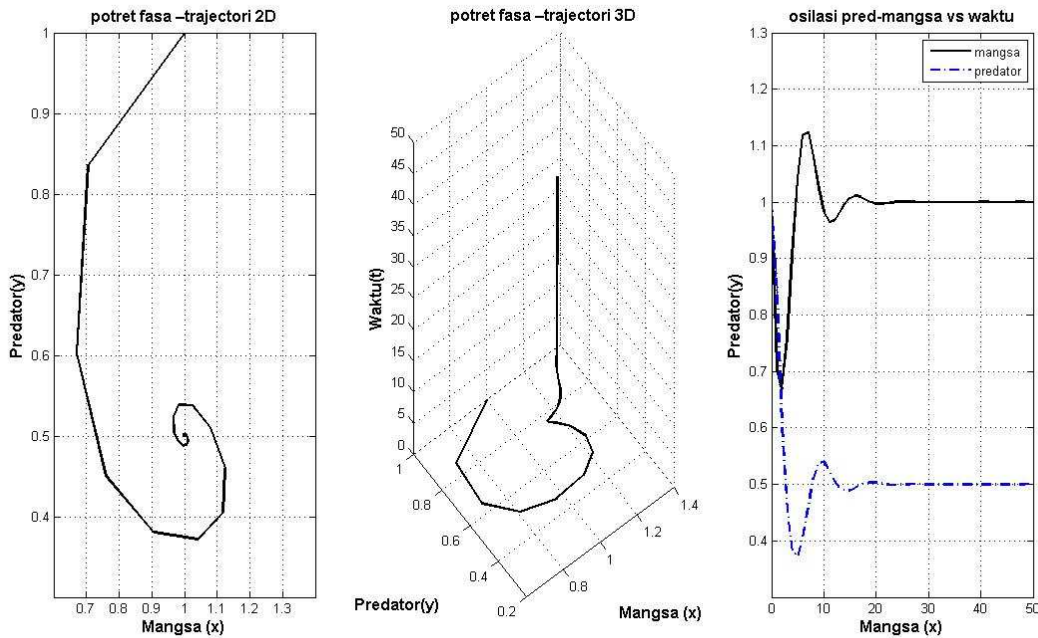 potret fasa –trajectori 2D
1
0.9
0.8
0.7
0.6
0.5
0.4
0.7 0.8 0.9 1 1.1 1.2 1.3
Predator(y)
Mangsa (x)
potret fasa –trajectori 3D
50
45
40
35
30
25
20
15
10
5
0
Waktu(t)
1
0.8
0.6
0.4
0.2
Predator(y)
0.8
1
1.2
1.4
Mangsa (x)
osilasi pred-mangsa vs waktu
mangsa
predator
1.3
1.2
1.1
1
0.9
0.8
0.7
0.6
0.5
0.4
0 10 20 30 40 50
Predator(y)
Mangsa (x)